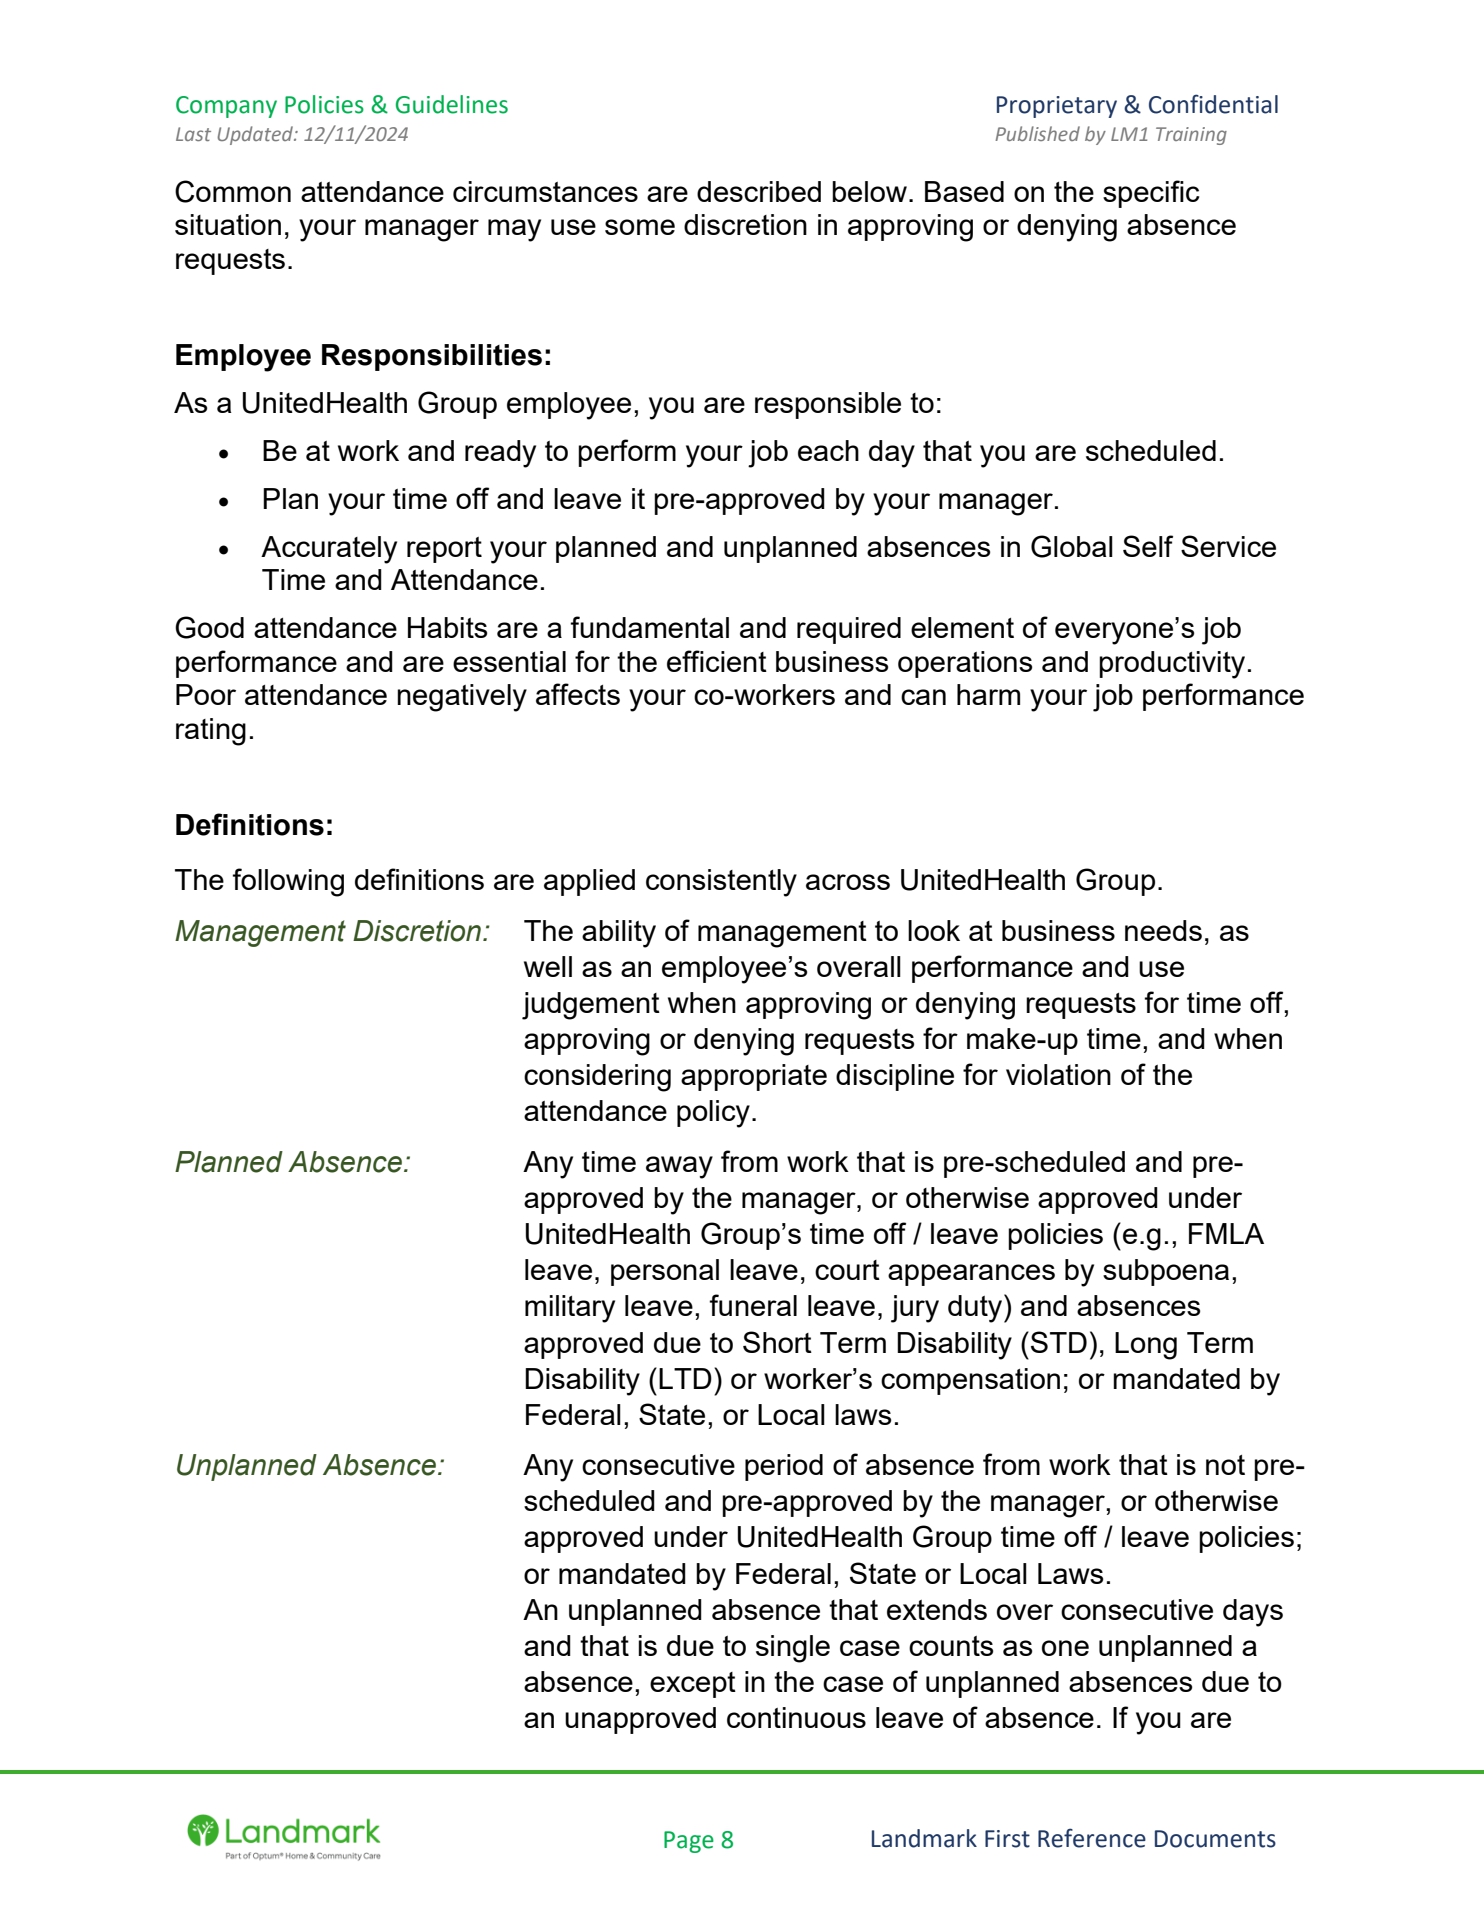 Company Policies & Guidelines
Proprietary & Confidential
Last Updated: 12/11/2024
Published by LM1 Training
Common attendance circumstances are described below. Based on the specific
situation, your manager may use some discretion in approving or denying absence
requests.
Employee Responsibilities:
As a UnitedHealth Group employee, you are responsible to:
• Be at work and ready to perform your job each day that you are scheduled.
• Plan your time off and leave it pre-approved by your manager.
• Accurately report your planned and unplanned absences in Global Self Service
Time and Attendance.
Good attendance Habits are a fundamental and required element of everyone’s job
performance and are essential for the efficient business operations and productivity.
Poor attendance negatively affects your co-workers and can harm your job performance
rating.
Definitions:
The following definitions are applied consistently across UnitedHealth Group.
Management Discretion: The ability of management to look at business needs, as
well as an employee’s overall performance and use
judgement when approving or denying requests for time off,
approving or denying requests for make-up time, and when
considering appropriate discipline for violation of the
attendance policy.
Planned Absence: Any time away from work that is pre-scheduled and pre-
approved by the manager, or otherwise approved under
UnitedHealth Group’s time off / leave policies (e.g., FMLA
leave, personal leave, court appearances by subpoena,
military leave, funeral leave, jury duty) and absences
approved due to Short Term Disability (STD), Long Term
Disability (LTD) or worker’s compensation; or mandated by
Federal, State, or Local laws.
Unplanned Absence: Any consecutive period of absence from work that is not pre-
scheduled and pre-approved by the manager, or otherwise
approved under UnitedHealth Group time off / leave policies;
or mandated by Federal, State or Local Laws.
An unplanned absence that extends over consecutive days
and that is due to single case counts as one unplanned a
absence, except in the case of unplanned absences due to
an unapproved continuous leave of absence. If you are
Landmark
Part of Optum® Home & Community Care
Page 8
Landmark First Reference Documents